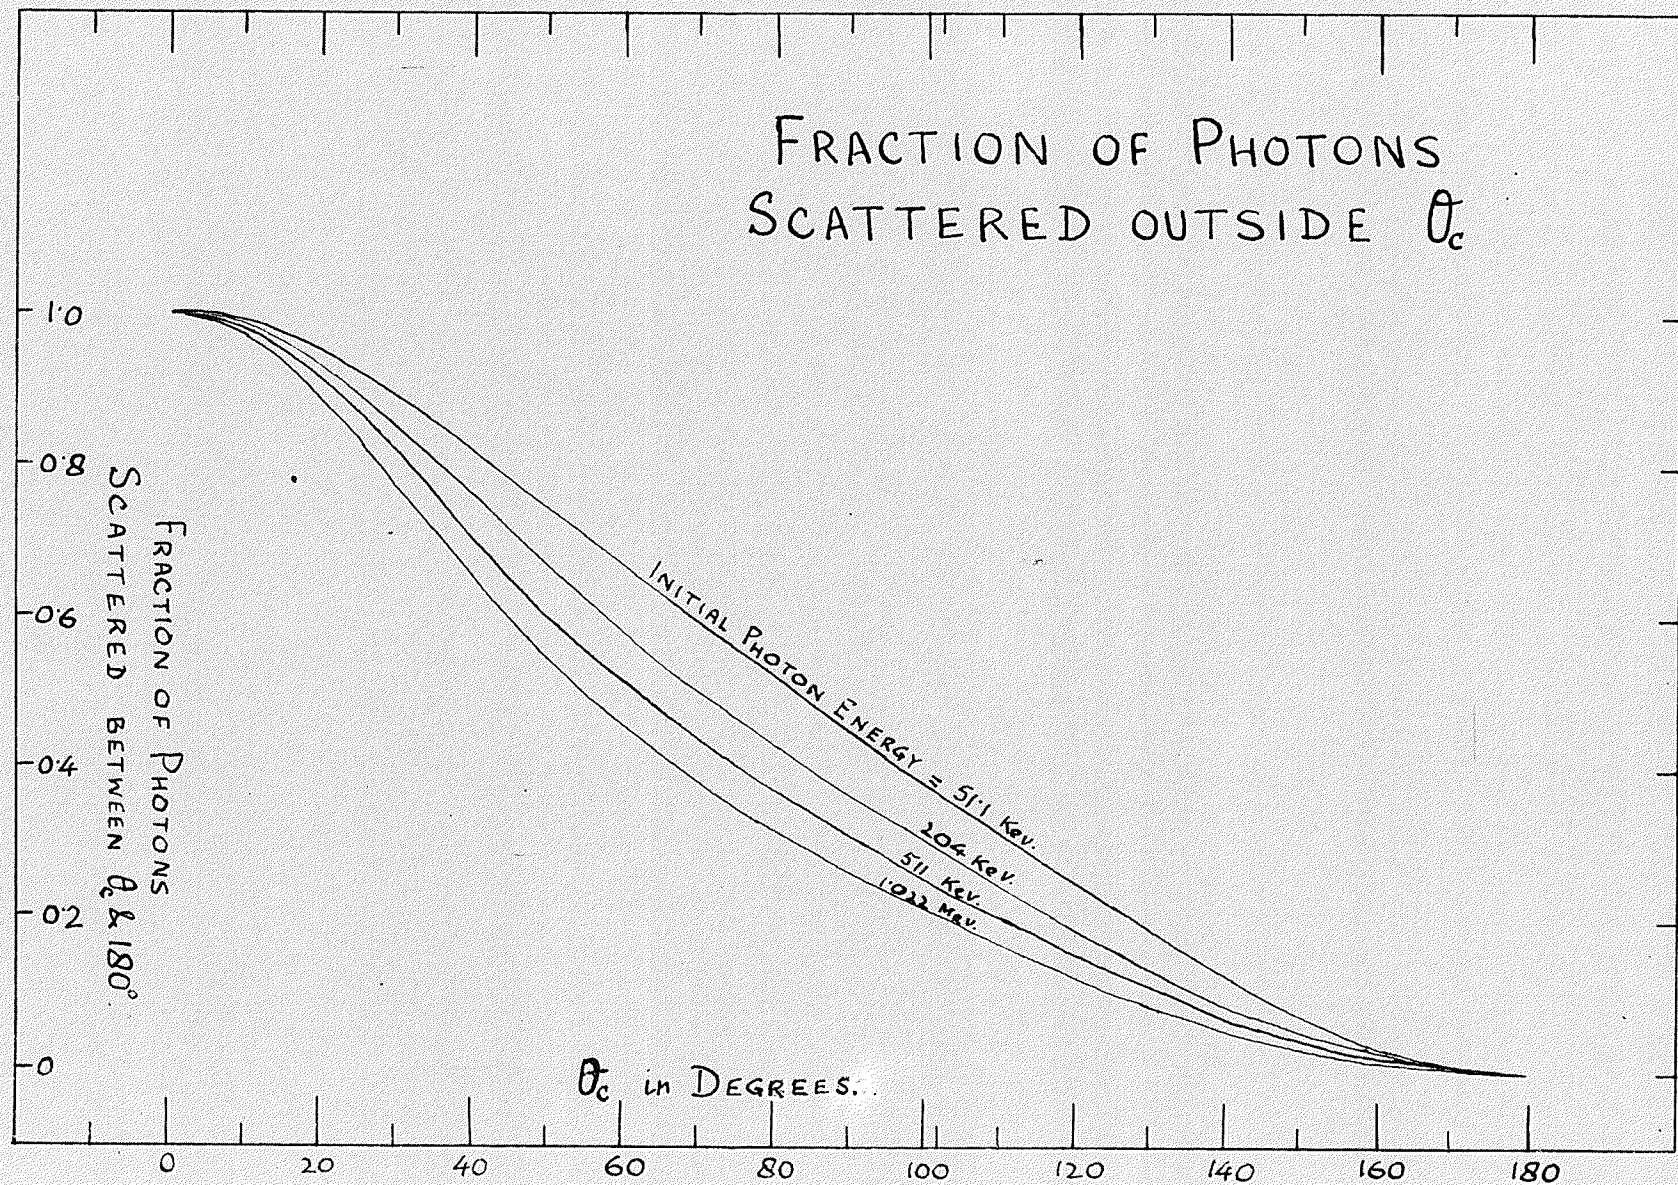 FRACTION OF PHOTONS
SCATTERED OUTSIDE θc
1·0
0·8
0·6
0·4
0·2
0
FRACTION OF PHOTONS
SCATTERED BETWEEN θc & 180°
INITIAL PHOTON ENERGY = 51·1 Kev.
204 Kev.
511 Kev.
1·022 Mev.
θc in DEGREES.
0 20 40 60 80 100 120 140 160 180